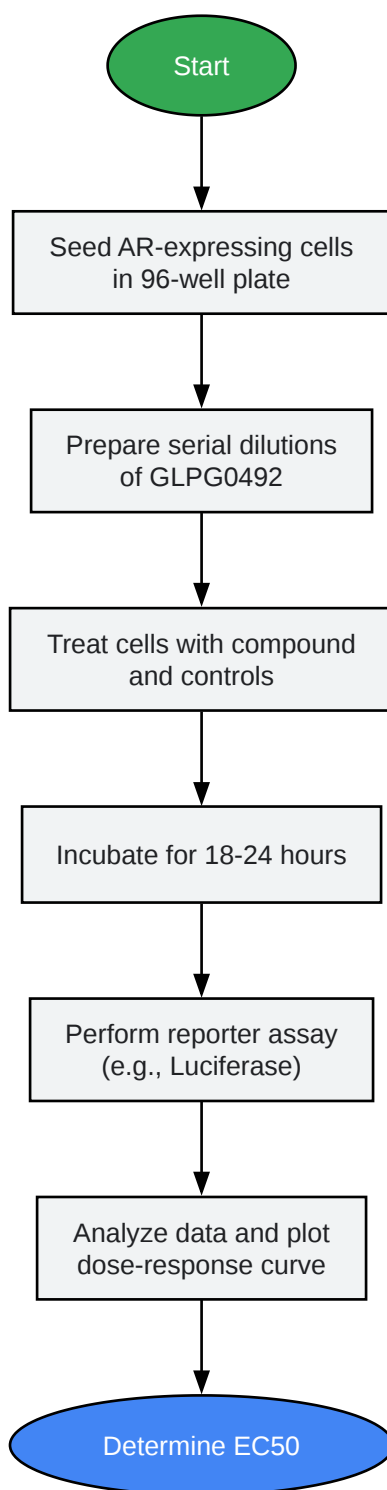 Start
Seed AR-expressing cells
in 96-well plate
Prepare serial dilutions
of GLPG0492
Treat cells with compound
and controls
Incubate for 18-24 hours
Perform reporter assay
(e.g., Luciferase)
Analyze data and plot
dose-response curve
Determine EC50